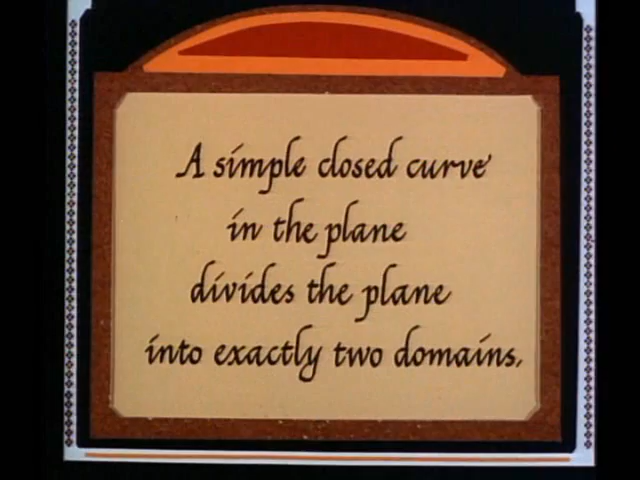 A simple closed curve
in the plane
divides the plane
into exactly two domains.